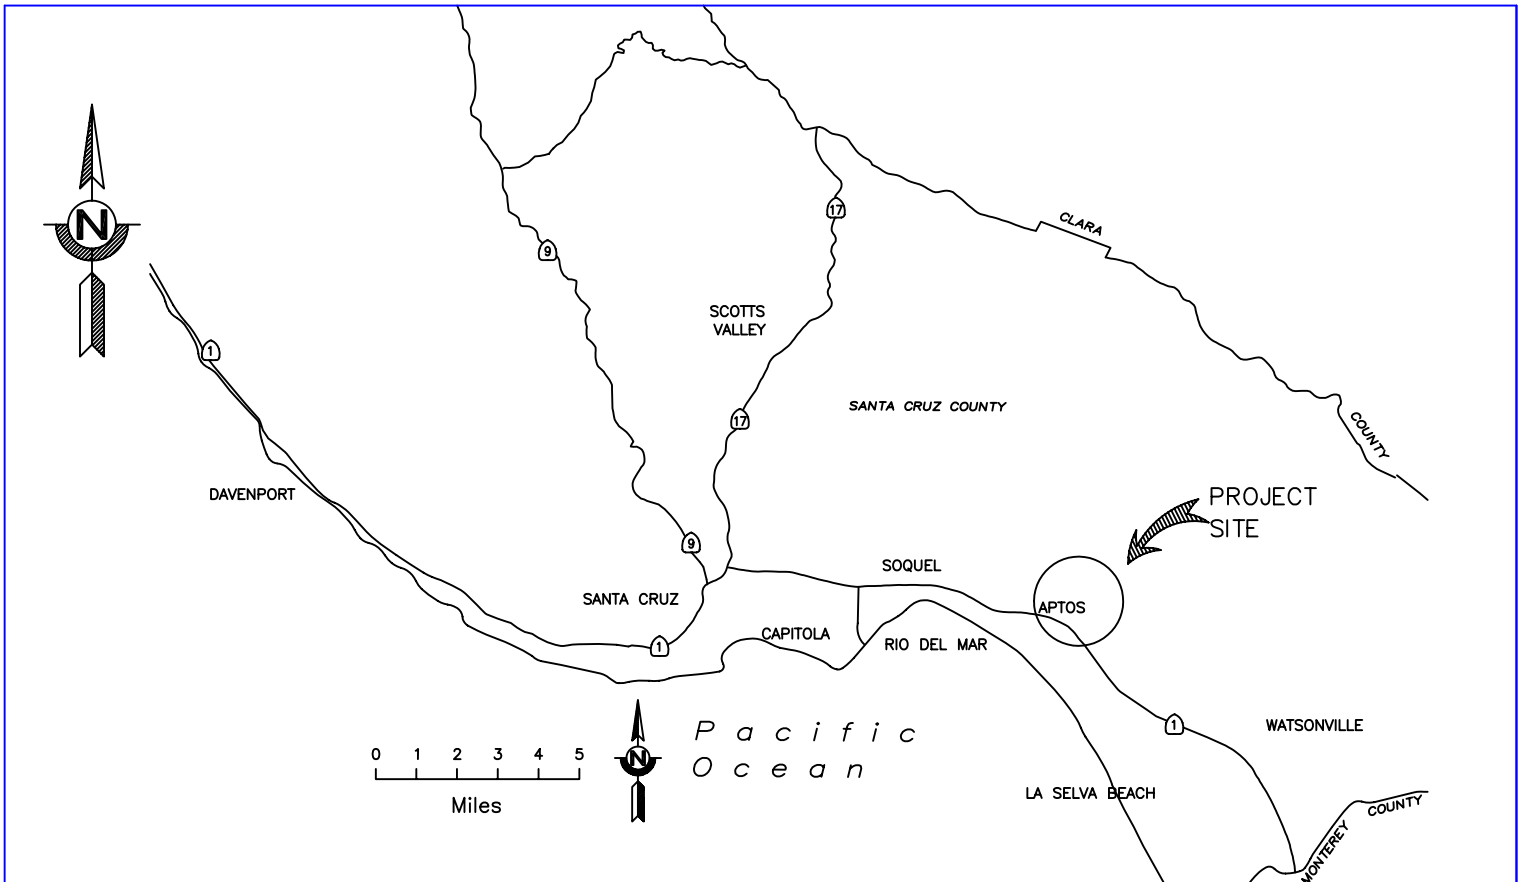 N
17
CLARA
9
SCOTTS
VALLEY
1
SANTA CRUZ COUNTY
17
COUNTY
DAVENPORT
PROJECT
SITE
9
SOQUEL
SANTA CRUZ
APTOS
CAPITOLA
RIO DEL MAR
1
1
WATSONVILLE
Pacific
Ocean
0 1 2 3 4 5
Miles
N
LA SELVA BEACH
COUNTY
MONTEREY